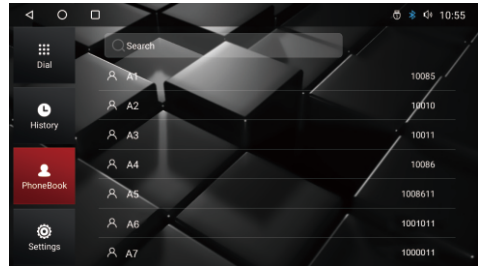 10:55
Search
Dial
A1 10085
A2 10010
History
A3 10011
A4 10086
PhoneBook
A5 1008611
A6 1001011
Settings
A7 1000011